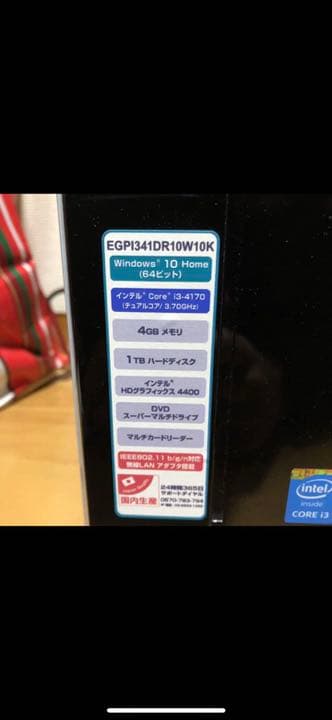 EGPI341DR10W10K
Windows® 10 Home
(64ビット)
インテル® Core™ i3-4170
(デュアルコア/ 3.70GHz)
4GB メモリ
1TB ハードディスク
インテル®
HDグラフィックス 4400
DVD
スーパーマルチドライブ
マルチカードリーダー
IEEE802.11 b/g/n対応
無線LAN アダプタ搭載
国内生産
24時間365日
サポートダイヤル
0570-783-794
intel
inside
CORE i3